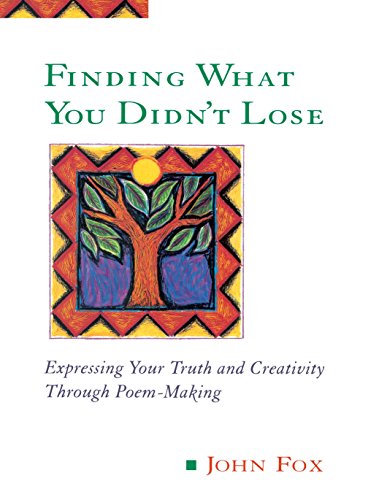 FINDING WHAT
YOU DIDN'T LOSE
Expressing Your Truth and Creativity
Through Poem-Making
JOHN FOX